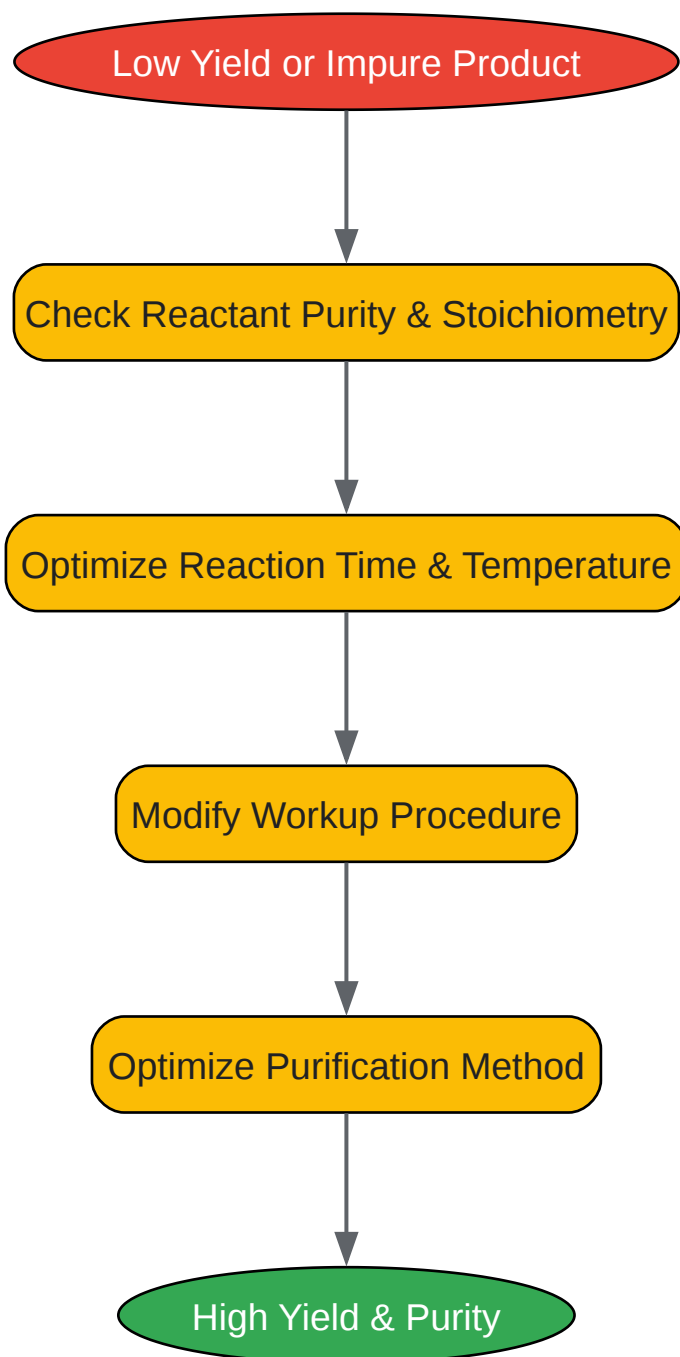 Low Yield or Impure Product
Check Reactant Purity & Stoichiometry
Optimize Reaction Time & Temperature
Modify Workup Procedure
Optimize Purification Method
High Yield & Purity